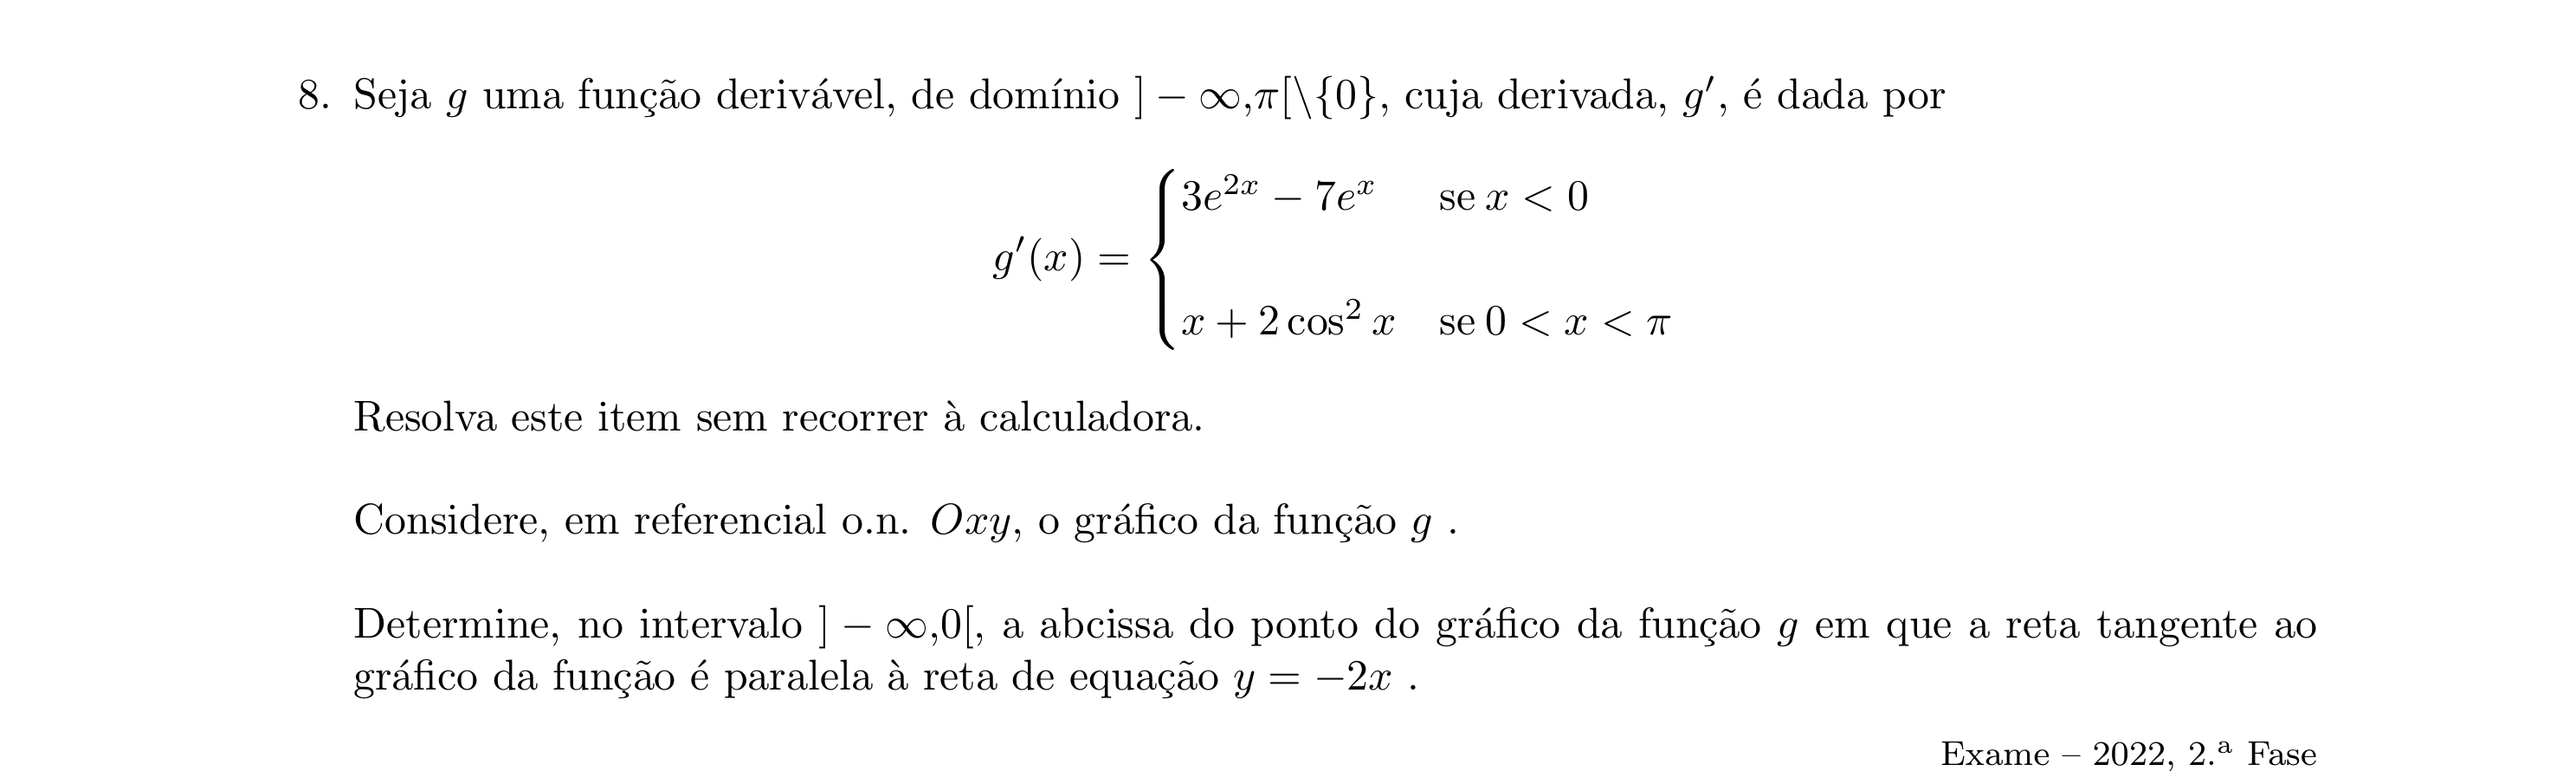 8. Seja g uma função derivável, de domínio ] − ∞,π[\{0}, cuja derivada, g′, é dada por
g′(x) = { 3e^{2x} − 7e^x se x < 0
x + 2 cos² x se 0 < x < π
Resolva este item sem recorrer à calculadora.
Considere, em referencial o.n. Oxy, o gráfico da função g .
Determine, no intervalo ] − ∞,0[, a abcissa do ponto do gráfico da função g em que a reta tangente ao
gráfico da função é paralela à reta de equação y = −2x .
Exame – 2022, 2.ª Fase